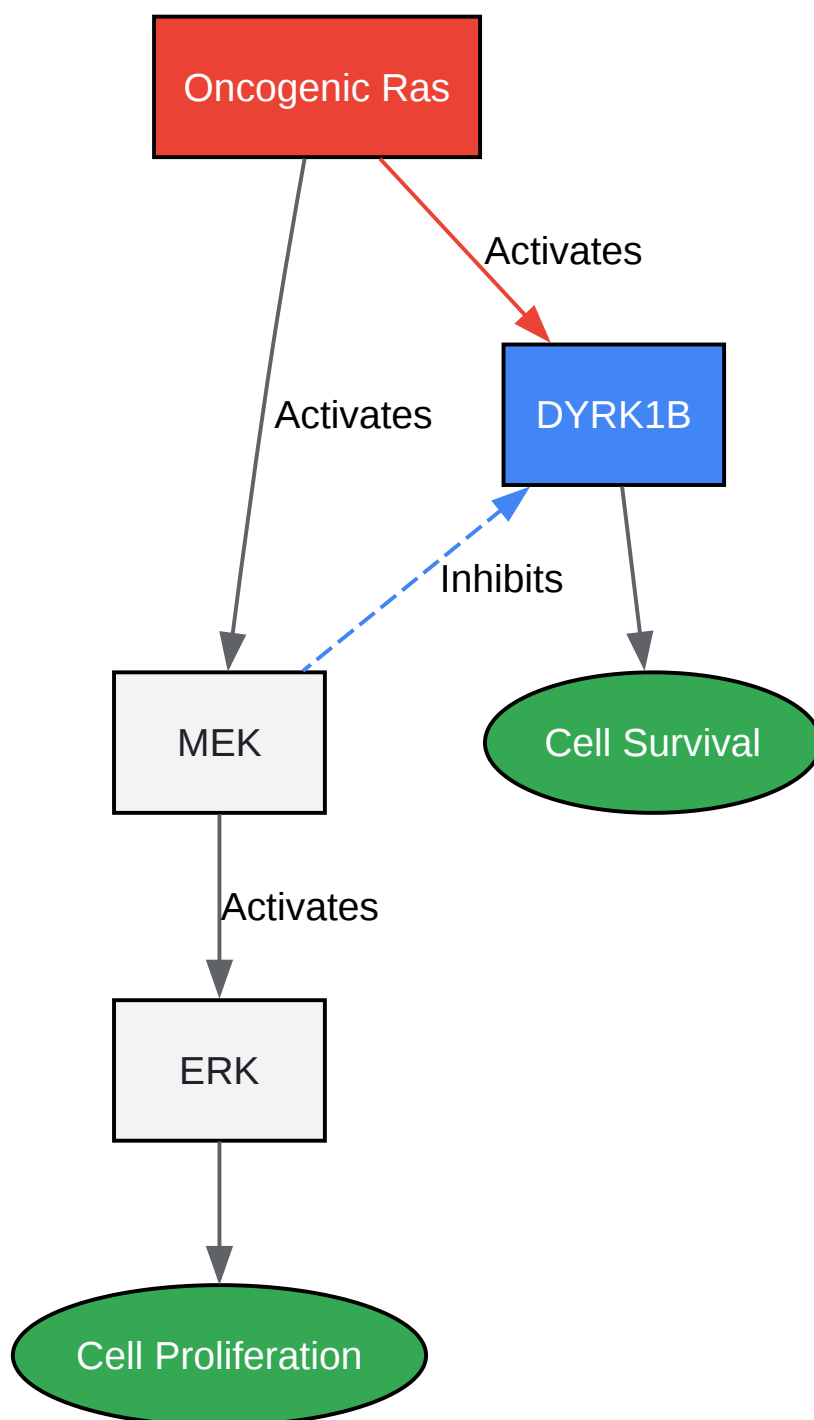 Oncogenic Ras
Activates
Activates
DYRK1B
Inhibits
MEK
Cell Survival
Activates
ERK
Cell Proliferation